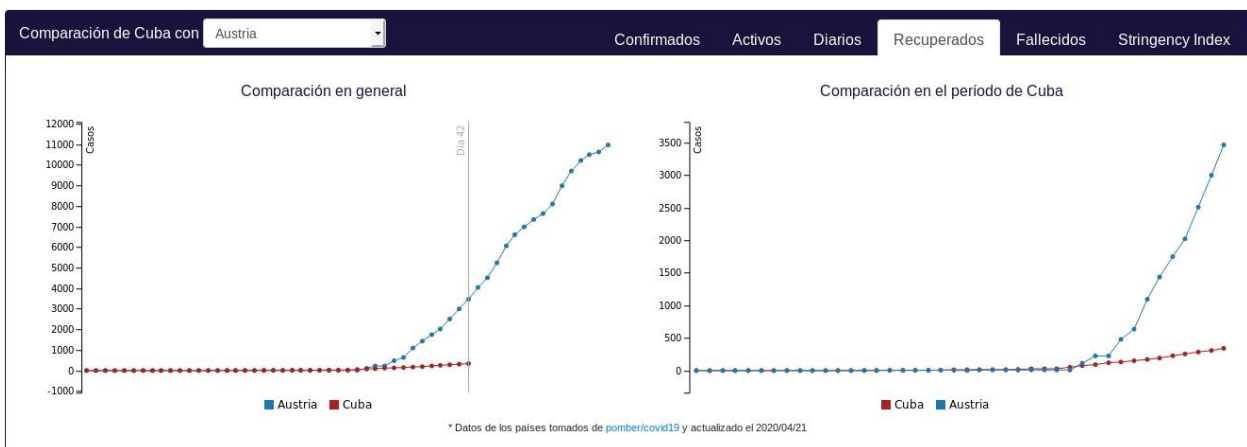 Comparación de Cuba con Austria
Confirmados Activos Diarios Recuperados Fallecidos Stringency Index
Comparación en general
12000
11000
10000
9000
8000
7000
6000
5000
4000
3000
2000
1000
0
-1000
Casos
Día 42
Austria Cuba
Comparación en el período de Cuba
3500
3000
2500
2000
1500
1000
500
0
Casos
Cuba Austria
* Datos de los países tomados de pomber/covid19 y actualizado el 2020/04/21